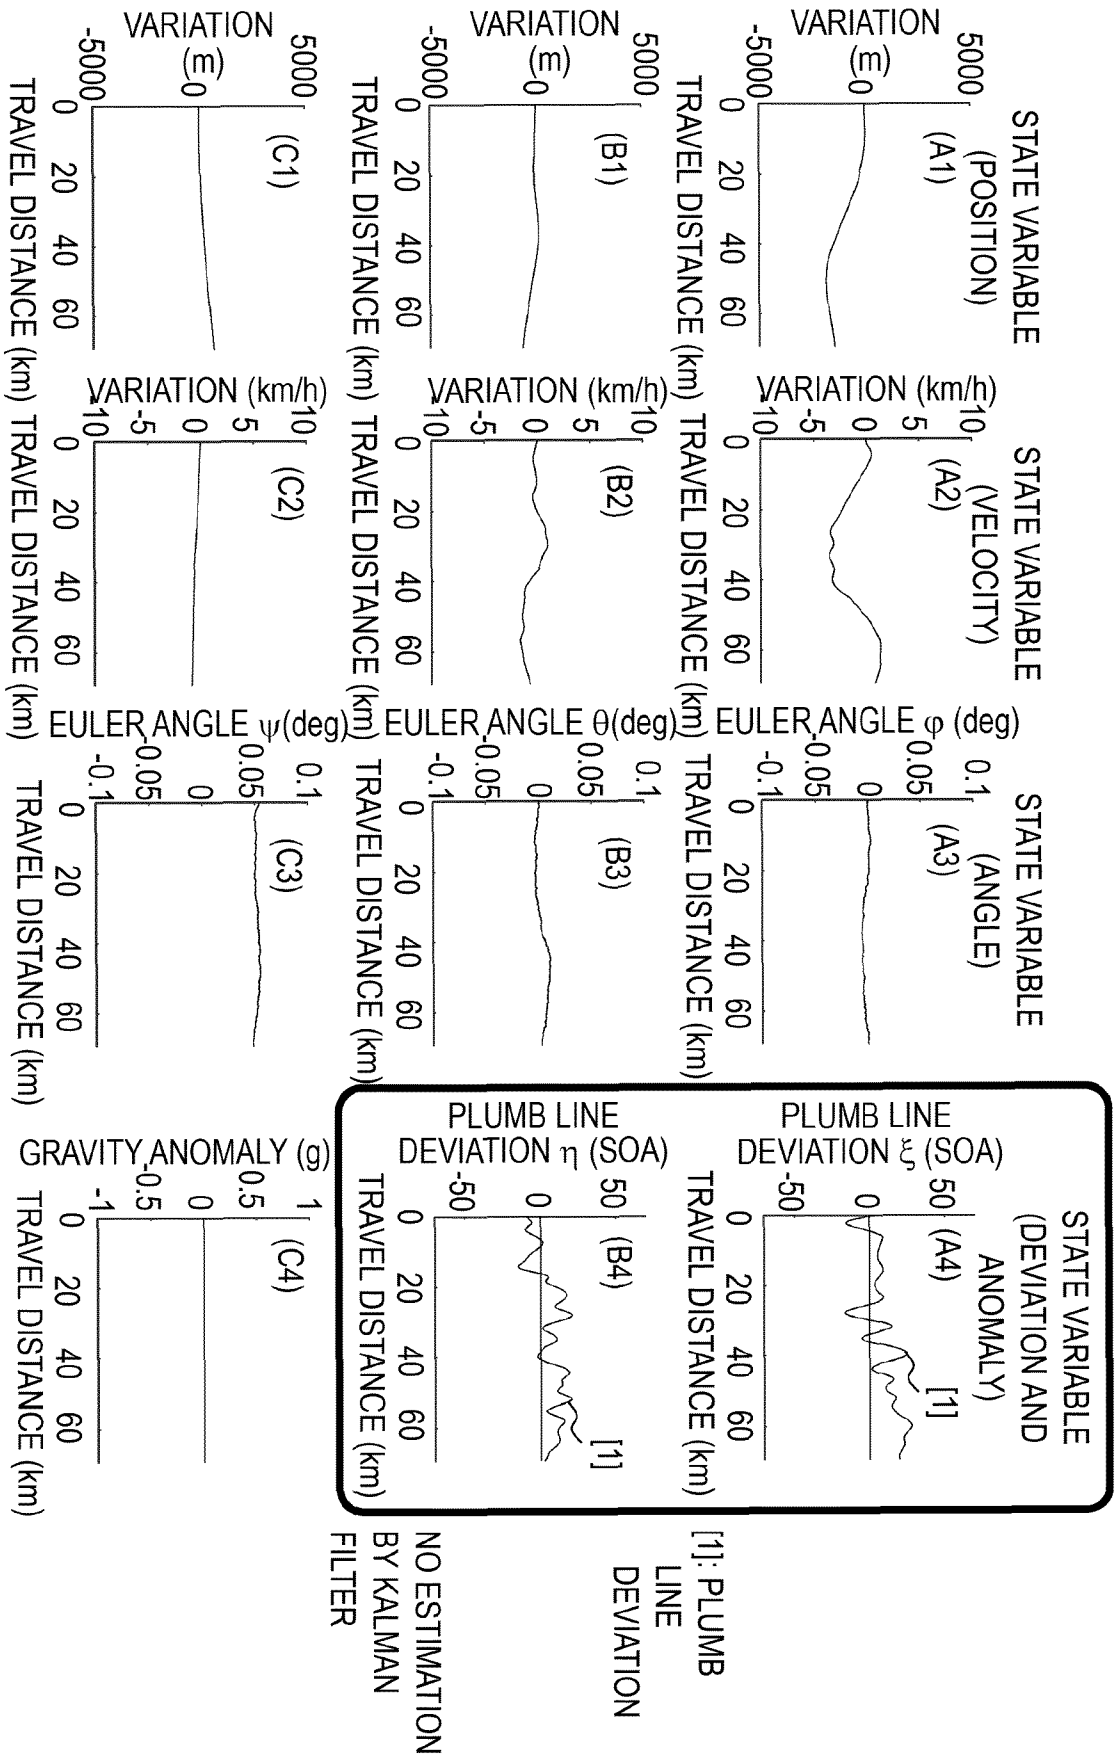 STATE VARIABLE
(POSITION)
(A1)
VARIATION
(m)
5000
0
-5000
0 20 40 60
TRAVEL DISTANCE (km)
STATE VARIABLE
(VELOCITY)
(A2)
VARIATION (km/h)
10
5
0
-5
-10
0 20 40 60
TRAVEL DISTANCE (km)
STATE VARIABLE
(ANGLE)
(A3)
EULER ANGLE φ (deg)
0.1
0.05
0
-0.05
-0.1
0 20 40 60
TRAVEL DISTANCE (km)
STATE VARIABLE
(DEVIATION AND
ANOMALY)
(A4)
[1]
PLUMB LINE
DEVIATION ξ (SOA)
50
0
-50
0 20 40 60
TRAVEL DISTANCE (km)
[1]: PLUMB
LINE
DEVIATION
(B1)
VARIATION
(m)
5000
0
-5000
0 20 40 60
TRAVEL DISTANCE (km)
(B2)
VARIATION (km/h)
10
5
0
-5
-10
0 20 40 60
TRAVEL DISTANCE (km)
(B3)
EULER ANGLE θ(deg)
0.1
0.05
0
-0.05
-0.1
0 20 40 60
TRAVEL DISTANCE (km)
(B4)
[1]
PLUMB LINE
DEVIATION η (SOA)
50
0
-50
0 20 40 60
TRAVEL DISTANCE (km)
NO ESTIMATION
BY KALMAN
FILTER
(C1)
VARIATION
(m)
5000
0
-5000
0 20 40 60
TRAVEL DISTANCE (km)
(C2)
VARIATION (km/h)
10
5
0
-5
-10
0 20 40 60
TRAVEL DISTANCE (km)
(C3)
EULER ANGLE ψ(deg)
0.1
0.05
0
-0.05
-0.1
0 20 40 60
TRAVEL DISTANCE (km)
(C4)
GRAVITY ANOMALY (g)
1
0.5
0
-0.5
-1
0 20 40 60
TRAVEL DISTANCE (km)